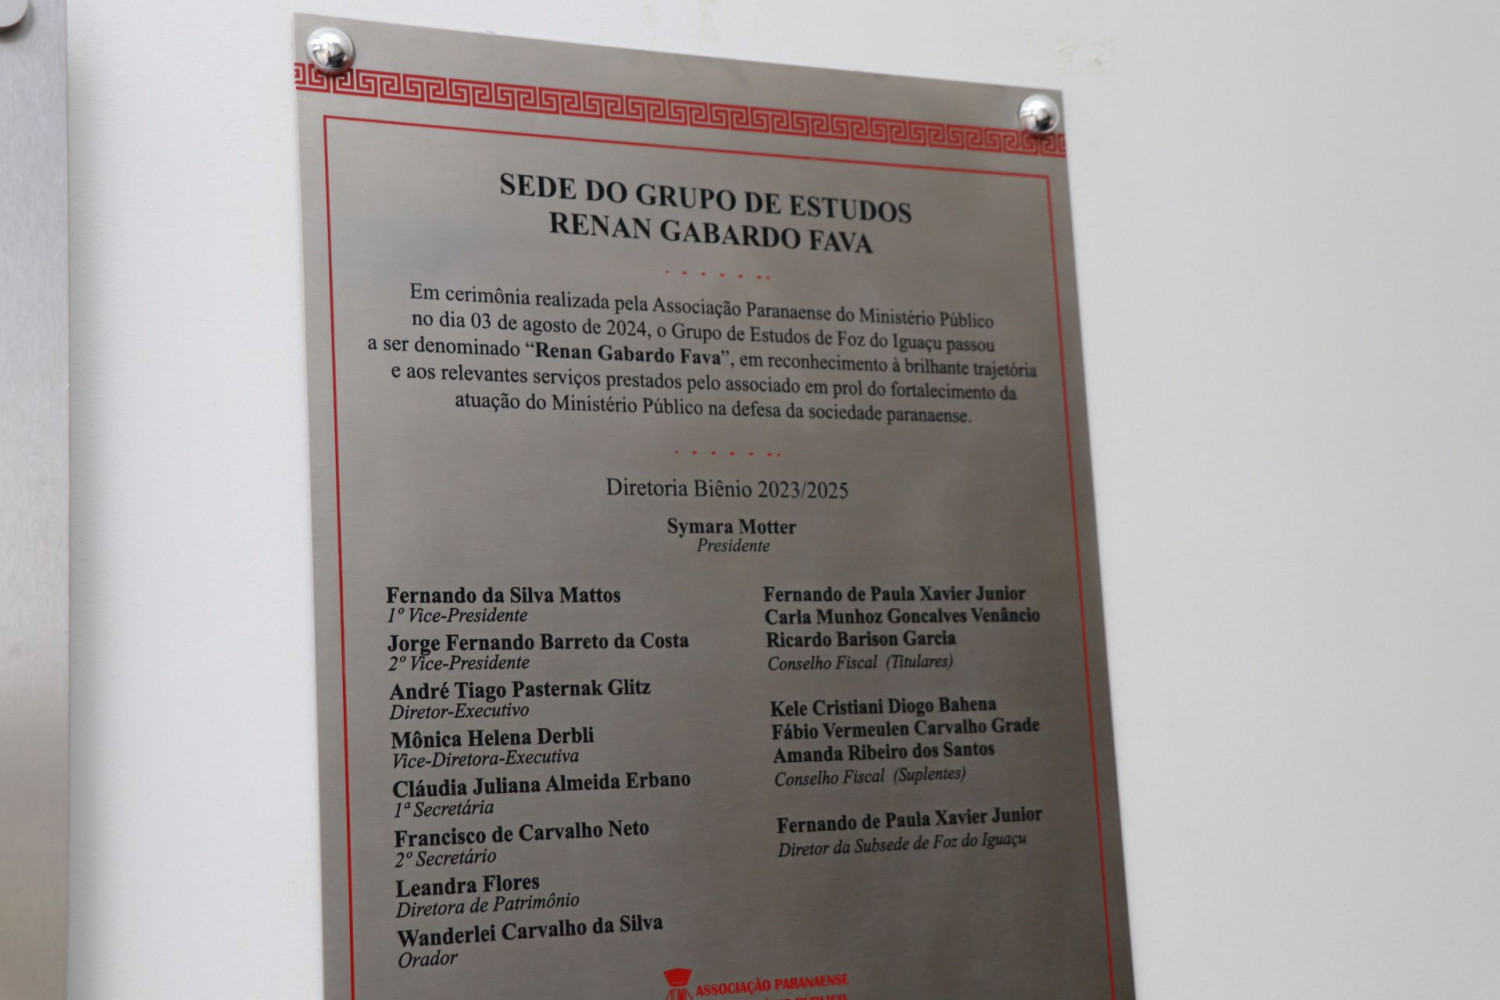 SEDE DO GRUPO DE ESTUDOS
RENAN GABARDO FAVA
Em cerimônia realizada pela Associação Paranaense do Ministério Público
no dia 03 de agosto de 2024, o Grupo de Estudos de Foz do Iguaçu passou
a ser denominado “Renan Gabardo Fava”, em reconhecimento à brilhante trajetória
e aos relevantes serviços prestados pelo associado em prol do fortalecimento da
atuação do Ministério Público na defesa da sociedade paranaense.
Diretoria Biênio 2023/2025
Symara Motter
Presidente
Fernando da Silva Mattos
1º Vice-Presidente
Jorge Fernando Barreto da Costa
2º Vice-Presidente
André Tiago Pasternak Glitz
Diretor-Executivo
Mônica Helena Derbli
Vice-Diretora-Executiva
Cláudia Juliana Almeida Erbano
1ª Secretária
Francisco de Carvalho Neto
2º Secretário
Leandra Flores
Diretora de Patrimônio
Wanderlei Carvalho da Silva
Orador
Fernando de Paula Xavier Junior
Carla Munhoz Goncalves Venâncio
Ricardo Barison Garcia
Conselho Fiscal (Titulares)
Kele Cristiani Diogo Bahena
Fábio Vermeulen Carvalho Grade
Amanda Ribeiro dos Santos
Conselho Fiscal (Suplentes)
Fernando de Paula Xavier Junior
Diretor da Subsede de Foz do Iguaçu
ASSOCIAÇÃO PARANAENSE